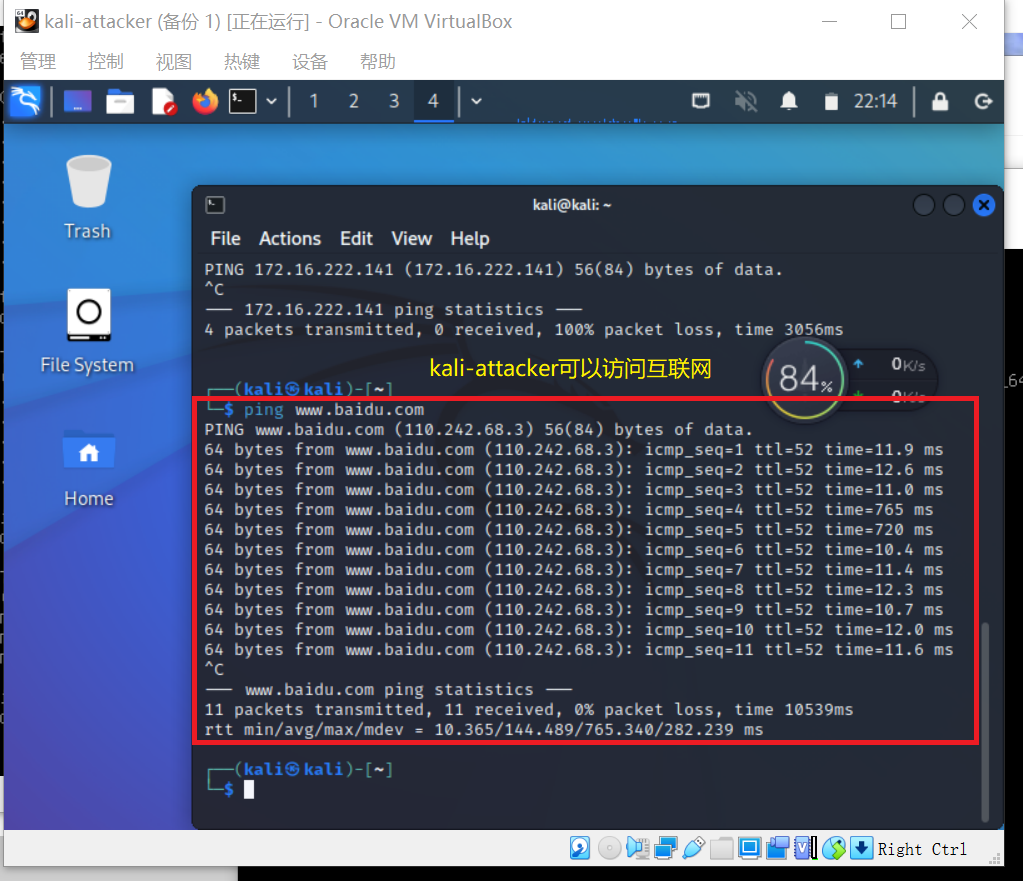 kali-attacker (备份 1) [正在运行] - Oracle VM VirtualBox
管理 控制 视图 热键 设备 帮助
1 2 3 4 22:14
Trash
File System
Home
kali@kali: ~
File Actions Edit View Help
PING 172.16.222.141 (172.16.222.141) 56(84) bytes of data.
^C
── 172.16.222.141 ping statistics ──
4 packets transmitted, 0 received, 100% packet loss, time 3056ms
kali-attacker可以访问互联网
84%
0K/s
0K/s
┌──(kali㉿kali)-[~]
└─$ ping www.baidu.com
PING www.baidu.com (110.242.68.3) 56(84) bytes of data.
64 bytes from www.baidu.com (110.242.68.3): icmp_seq=1 ttl=52 time=11.9 ms
64 bytes from www.baidu.com (110.242.68.3): icmp_seq=2 ttl=52 time=12.6 ms
64 bytes from www.baidu.com (110.242.68.3): icmp_seq=3 ttl=52 time=11.0 ms
64 bytes from www.baidu.com (110.242.68.3): icmp_seq=4 ttl=52 time=765 ms
64 bytes from www.baidu.com (110.242.68.3): icmp_seq=5 ttl=52 time=720 ms
64 bytes from www.baidu.com (110.242.68.3): icmp_seq=6 ttl=52 time=10.4 ms
64 bytes from www.baidu.com (110.242.68.3): icmp_seq=7 ttl=52 time=11.4 ms
64 bytes from www.baidu.com (110.242.68.3): icmp_seq=8 ttl=52 time=12.3 ms
64 bytes from www.baidu.com (110.242.68.3): icmp_seq=9 ttl=52 time=10.7 ms
64 bytes from www.baidu.com (110.242.68.3): icmp_seq=10 ttl=52 time=12.0 ms
64 bytes from www.baidu.com (110.242.68.3): icmp_seq=11 ttl=52 time=11.6 ms
^C
── www.baidu.com ping statistics ──
11 packets transmitted, 11 received, 0% packet loss, time 10539ms
rtt min/avg/max/mdev = 10.365/144.489/765.340/282.239 ms
┌──(kali㉿kali)-[~]
└─$
Right Ctrl